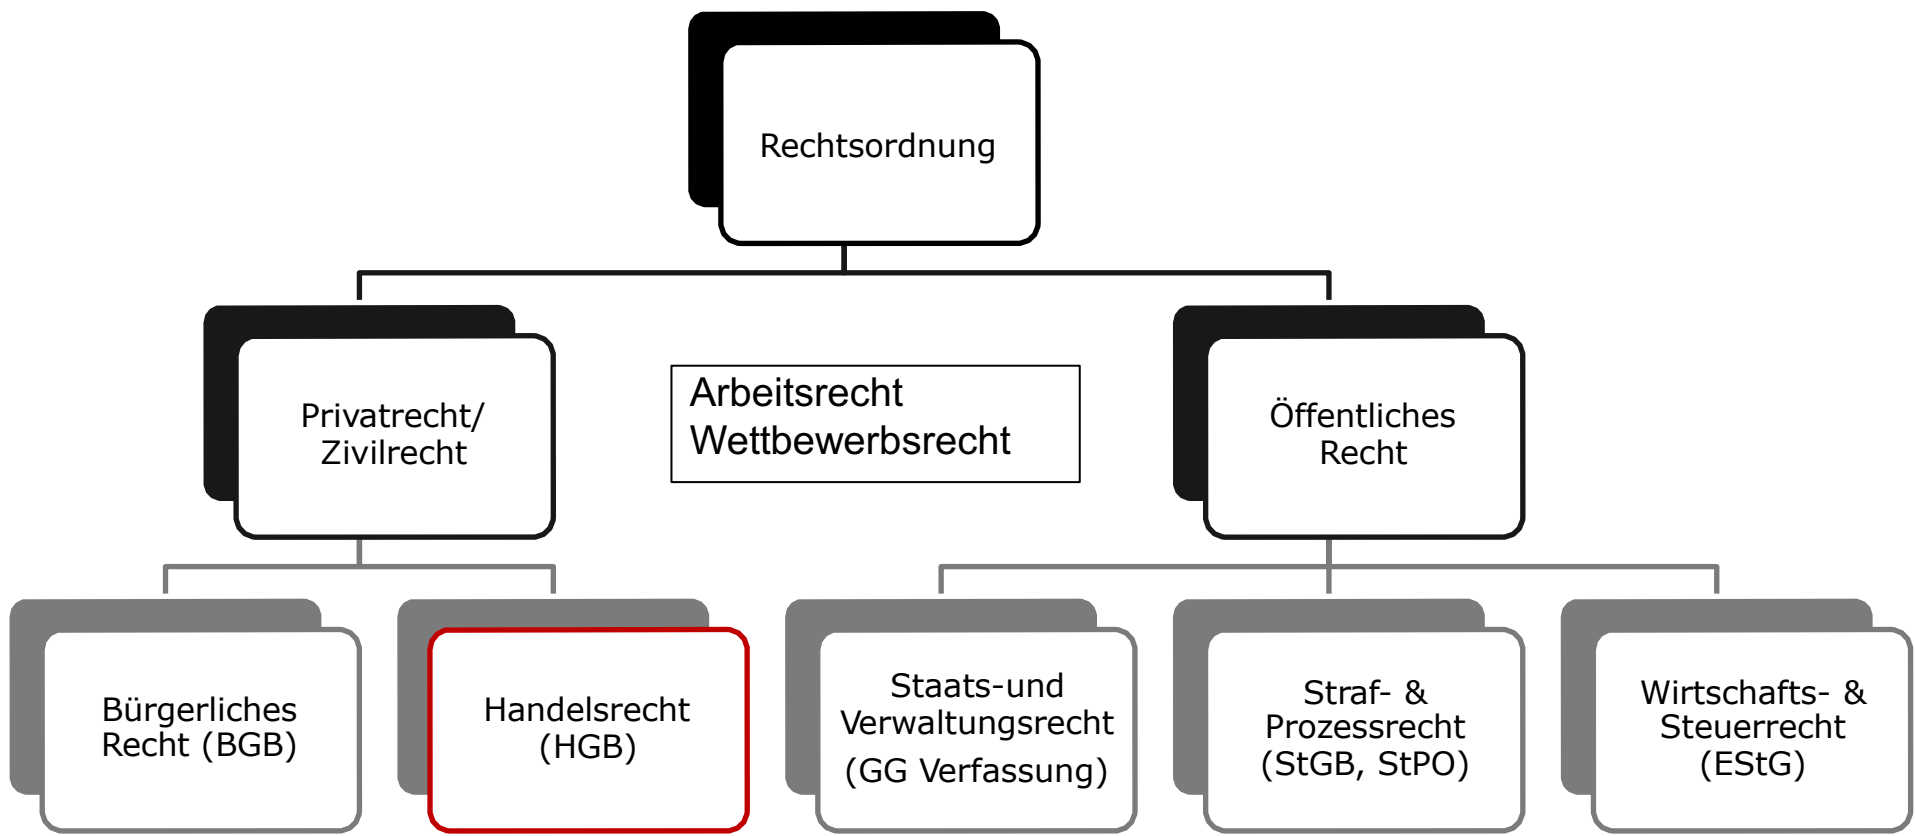 Rechtsordnung
Privatrecht/
Zivilrecht
Arbeitsrecht
Wettbewerbsrecht
Öffentliches
Recht
Bürgerliches
Recht (BGB)
Handelsrecht
(HGB)
Staats-und
Verwaltungsrecht
(GG Verfassung)
Straf- &
Prozessrecht
(StGB, StPO)
Wirtschafts- &
Steuerrecht
(EStG)